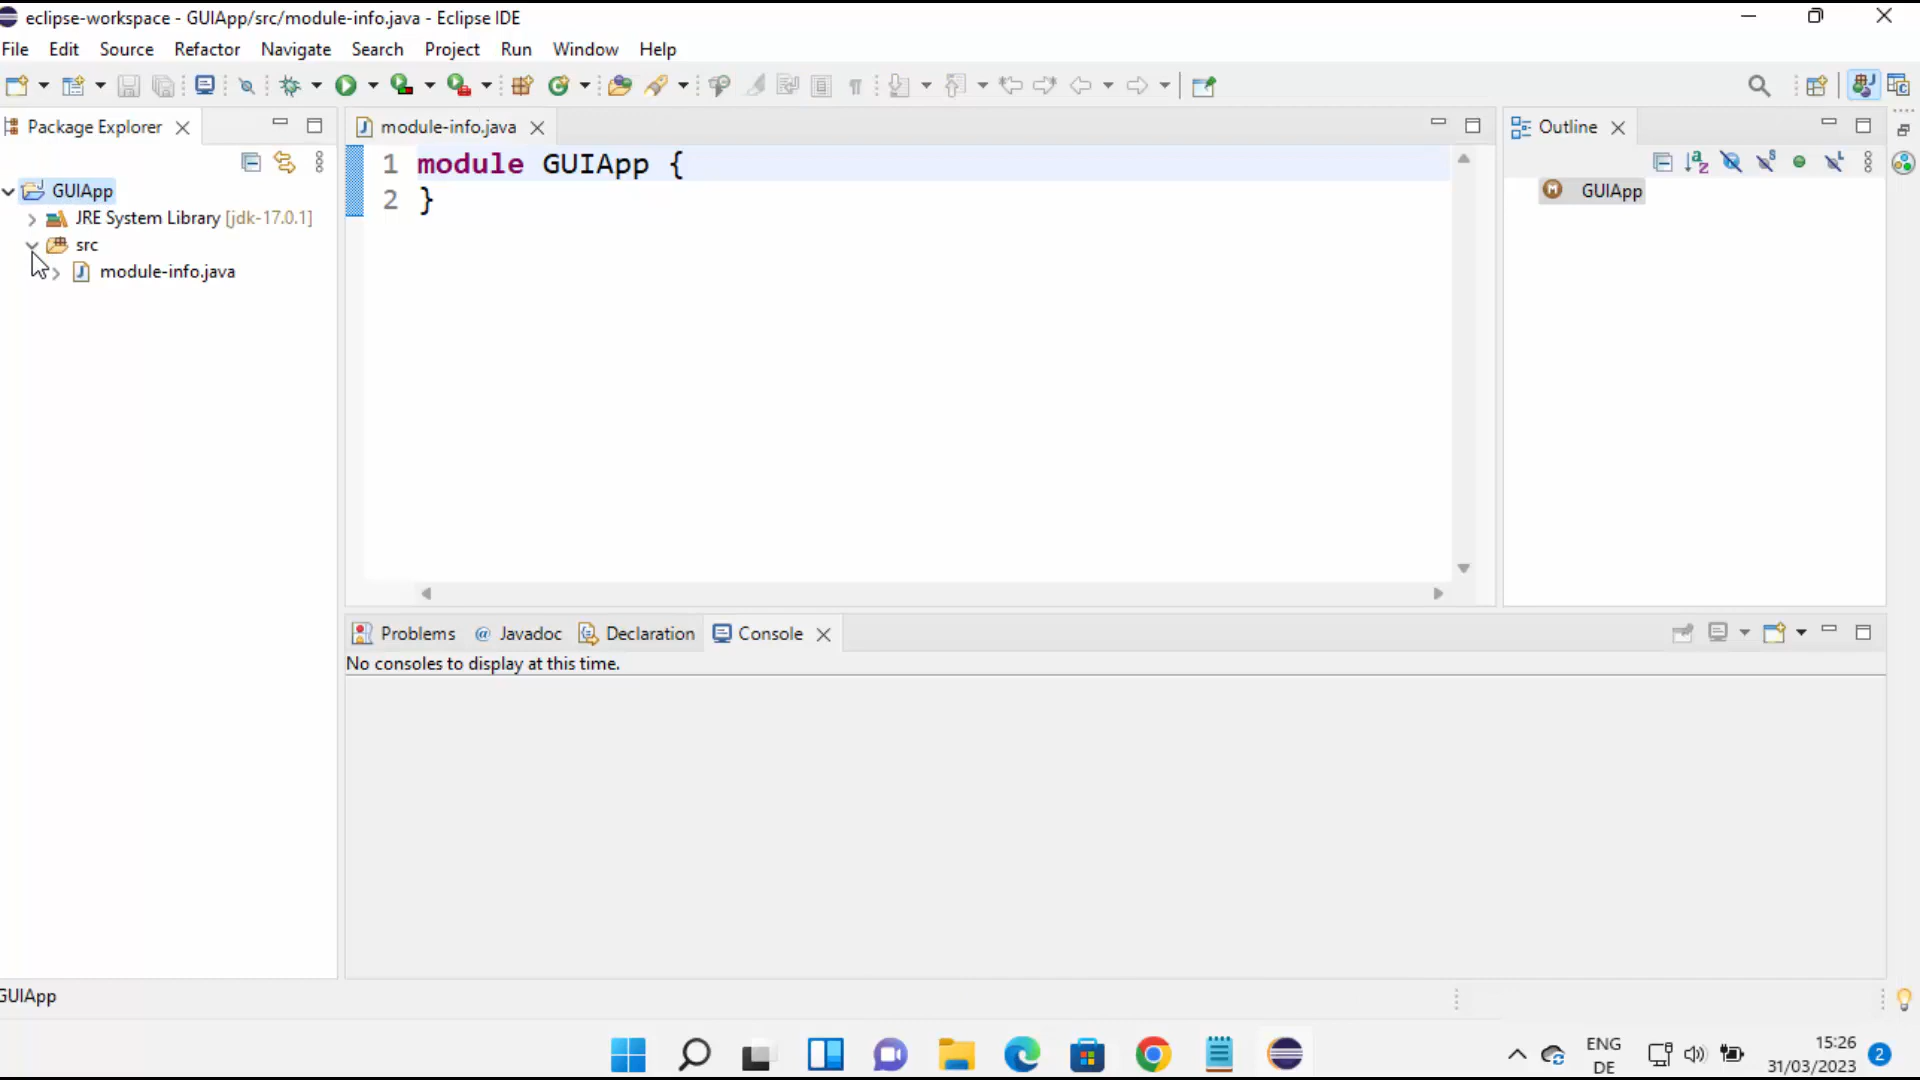 eclipse-workspace - GUIApp/src/module-info.java - Eclipse IDE
File Edit Source Refactor Navigate Search Project Run Window Help
Package Explorer
module-info.java
Outline
GUIApp
JRE System Library [jdk-17.0.1]
src
module-info.java
1 module GUIApp {
2 }
GUIApp
Problems @ Javadoc Declaration Console
No consoles to display at this time.
GUIApp
ENG
DE
15:26
31/03/2023
2